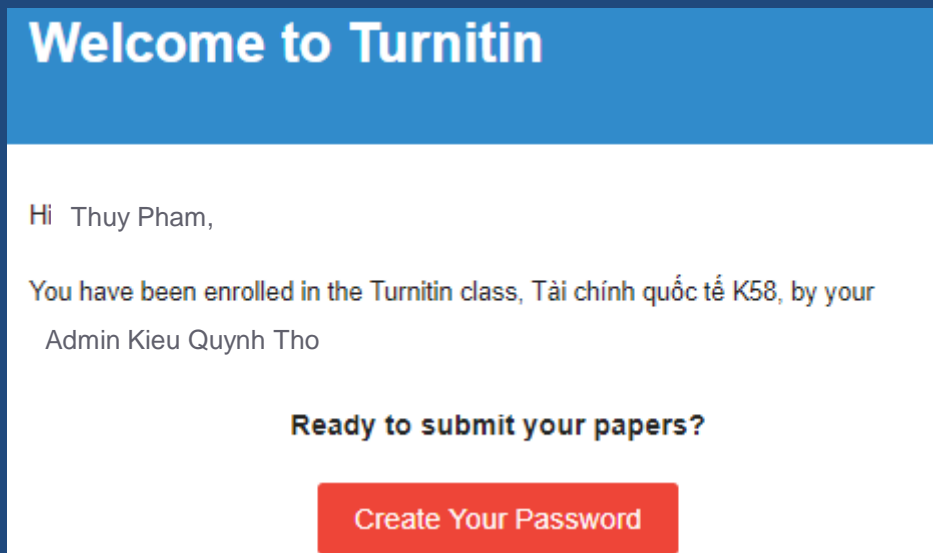 Welcome to Turnitin
Hi Thuy Pham,
You have been enrolled in the Turnitin class, Tài chính quốc tế K58, by your
Admin Kieu Quynh Tho
Ready to submit your papers?
Create Your Password